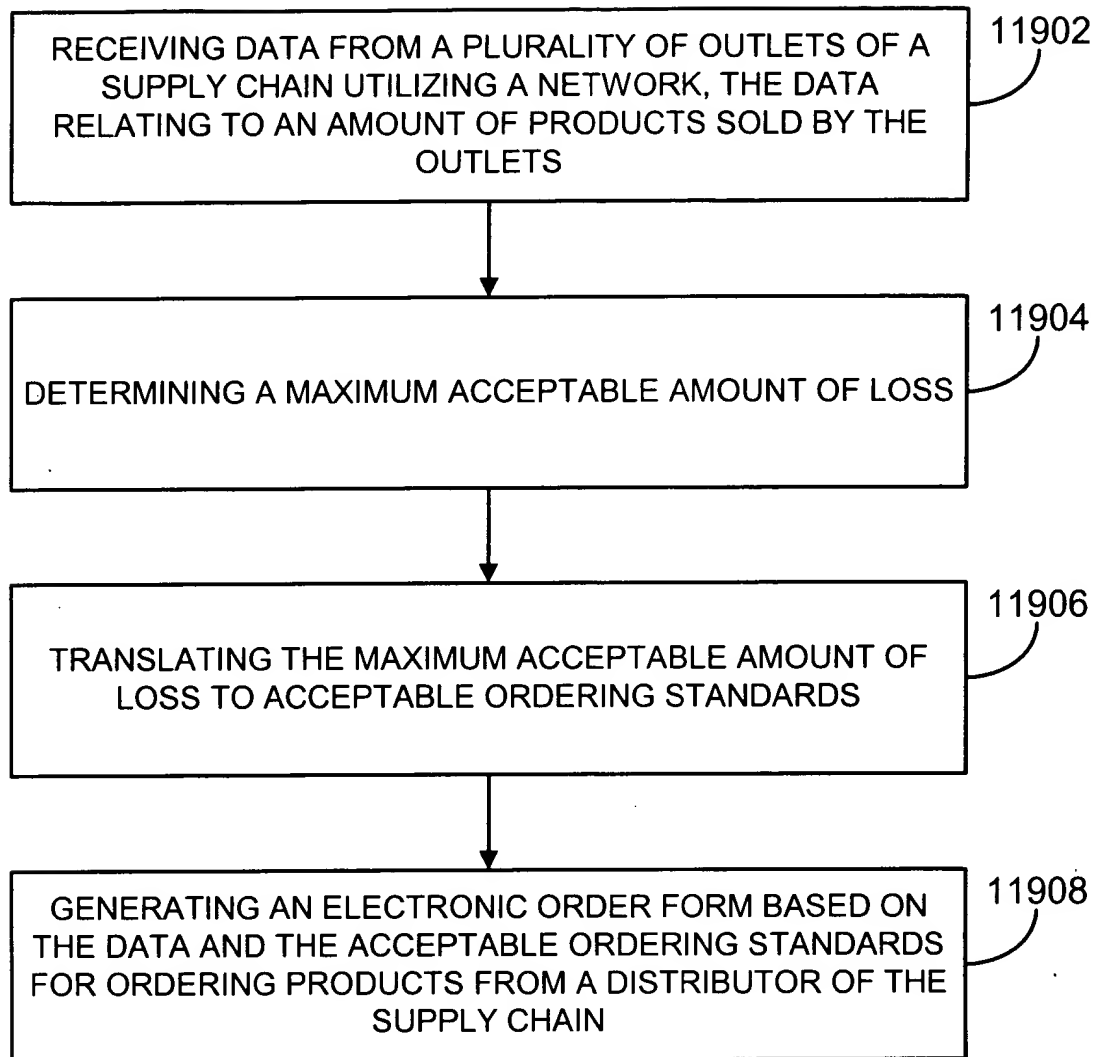 RECEIVING DATA FROM A PLURALITY OF OUTLETS OF A
SUPPLY CHAIN UTILIZING A NETWORK, THE DATA
RELATING TO AN AMOUNT OF PRODUCTS SOLD BY THE
OUTLETS
11902
DETERMINING A MAXIMUM ACCEPTABLE AMOUNT OF LOSS
11904
TRANSLATING THE MAXIMUM ACCEPTABLE AMOUNT OF
LOSS TO ACCEPTABLE ORDERING STANDARDS
11906
GENERATING AN ELECTRONIC ORDER FORM BASED ON
THE DATA AND THE ACCEPTABLE ORDERING STANDARDS
FOR ORDERING PRODUCTS FROM A DISTRIBUTOR OF THE
SUPPLY CHAIN
11908